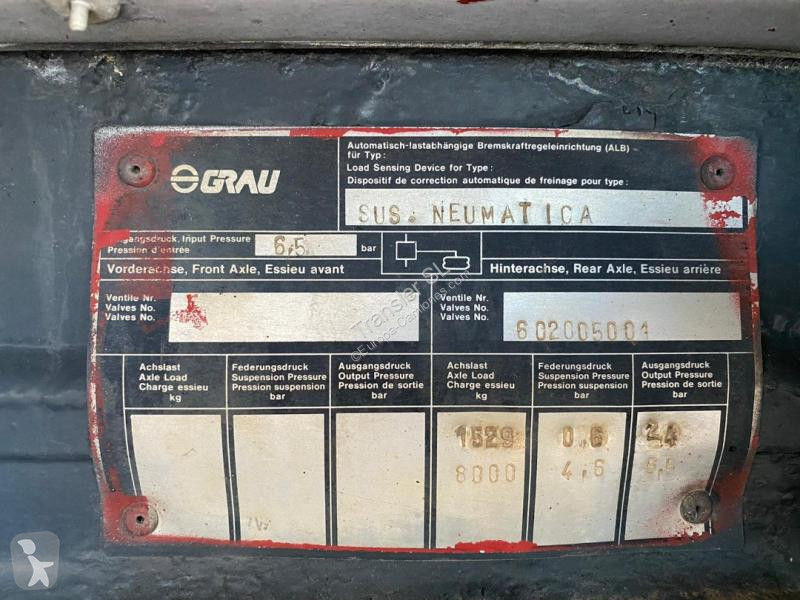 GRAU
Automatisch-lastabhängige Bremskraftregeleinrichtung (ALB)
für Typ:
Load Sensing Device for Type:
Dispositif de correction automatique de freinage pour type:
SUS. NEUMATICA
Input Pressure
Pression d'entrée
6,5
bar
Vorderachse, Front Axle, Essieu avant
Hinterachse, Rear Axle, Essieu arrière
Ventile Nr.
Valves No.
Valves No.
Ventile Nr.
Valves No.
Valves No.
602005001
Achslast
Axle Load
Charge essieu
kg
Federungsdruck
Suspension Pressure
Pression suspension
bar
Ausgangsdruck
Output Pressure
Pression de sortie
bar
Achslast
Axle Load
Charge essieu
kg
Federungsdruck
Suspension Pressure
Pression suspension
bar
Ausgangsdruck
Output Pressure
Pression de sortie
bar
0.6
8000 4,6
Transfer SL
©Europa-Camiones.com